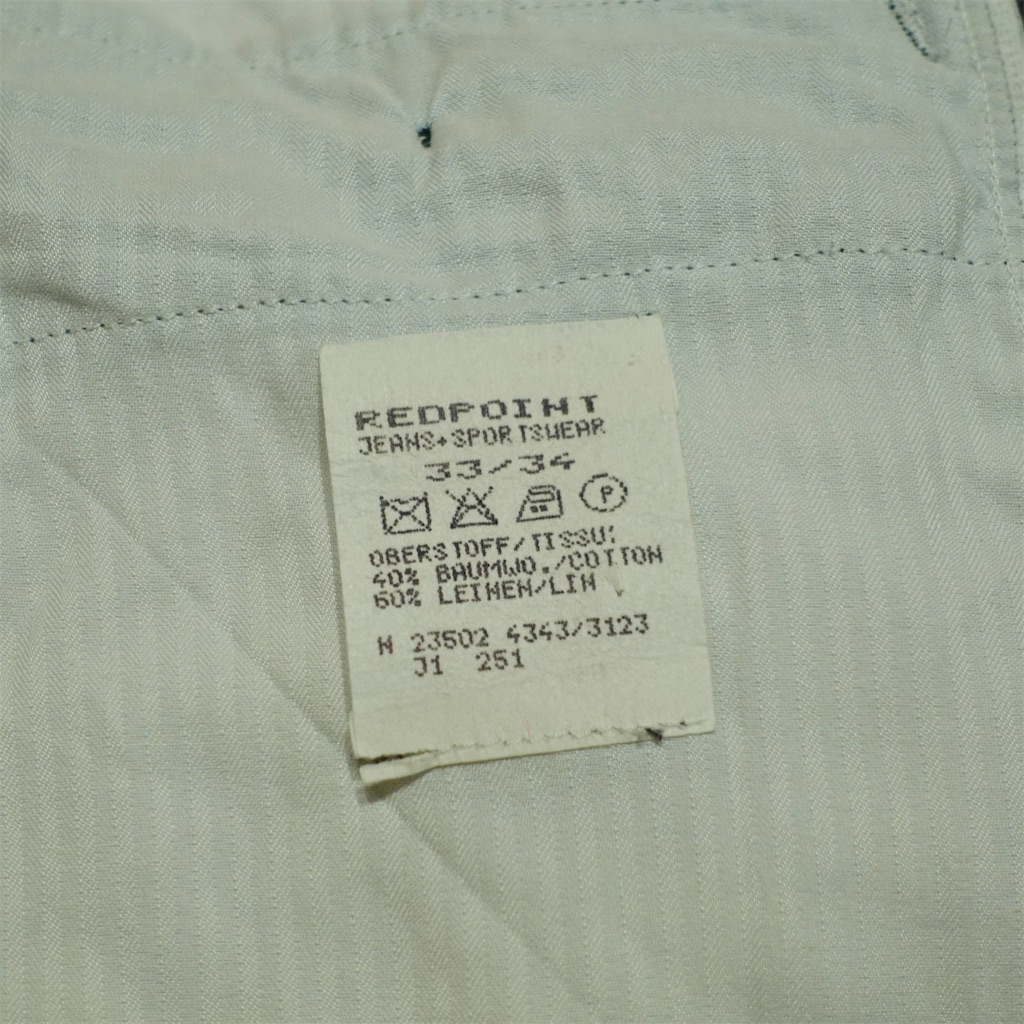 REDPOINT
JEANS+SPORTSWEAR
33/34
P
OBERSTOFF/TISSU:
40% BAUMWO./COTTON
60% LEINEN/LIN
N 23502 4343/3123
J1 251